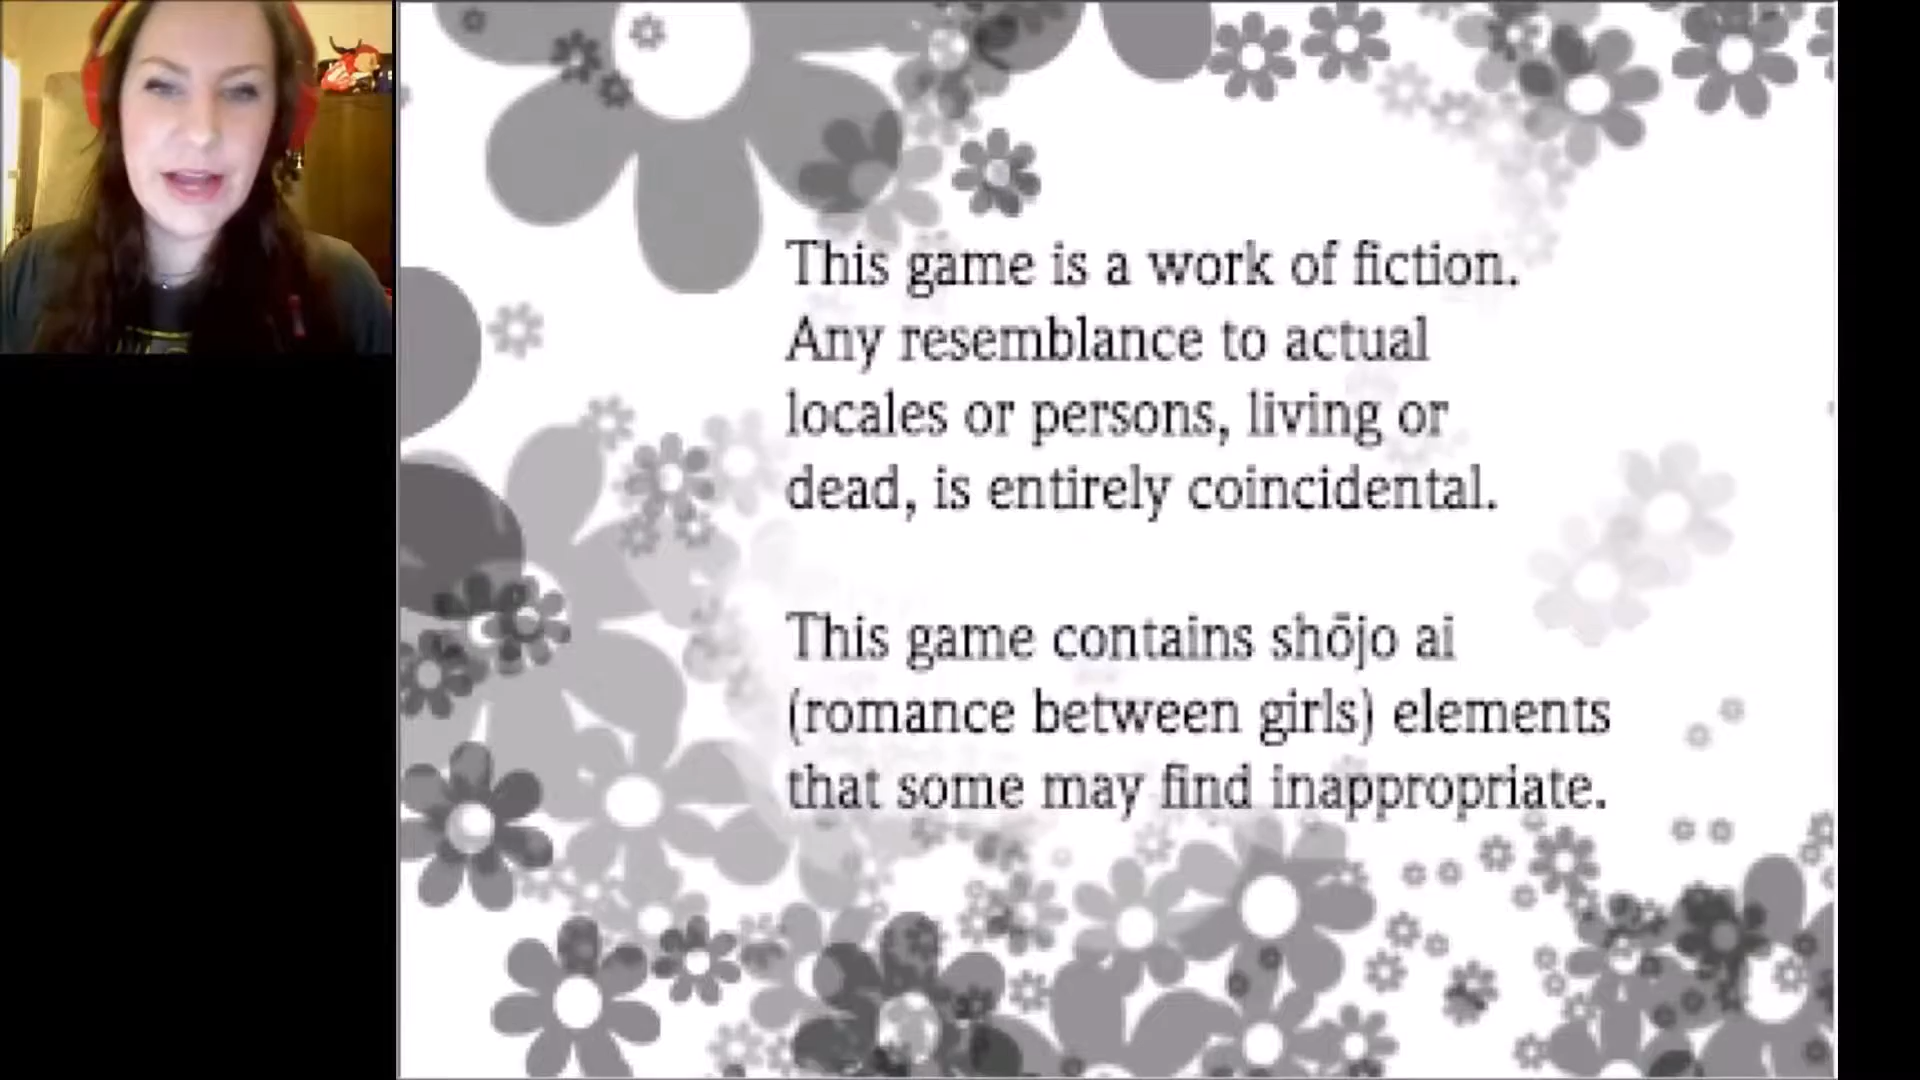 This game is a work of fiction.
Any resemblance to actual
locales or persons, living or
dead, is entirely coincidental.
This game contains shōjo ai
(romance between girls) elements
that some may find inappropriate.